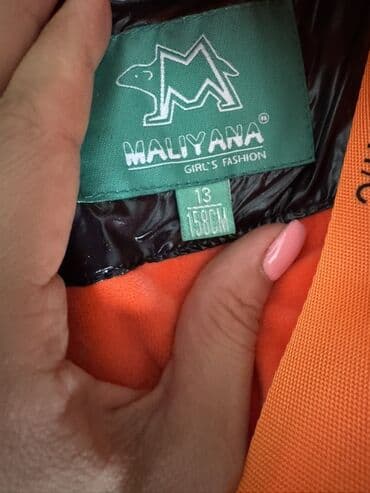 M
MALIYANA®
GIRL'S FASHION
13
158CM